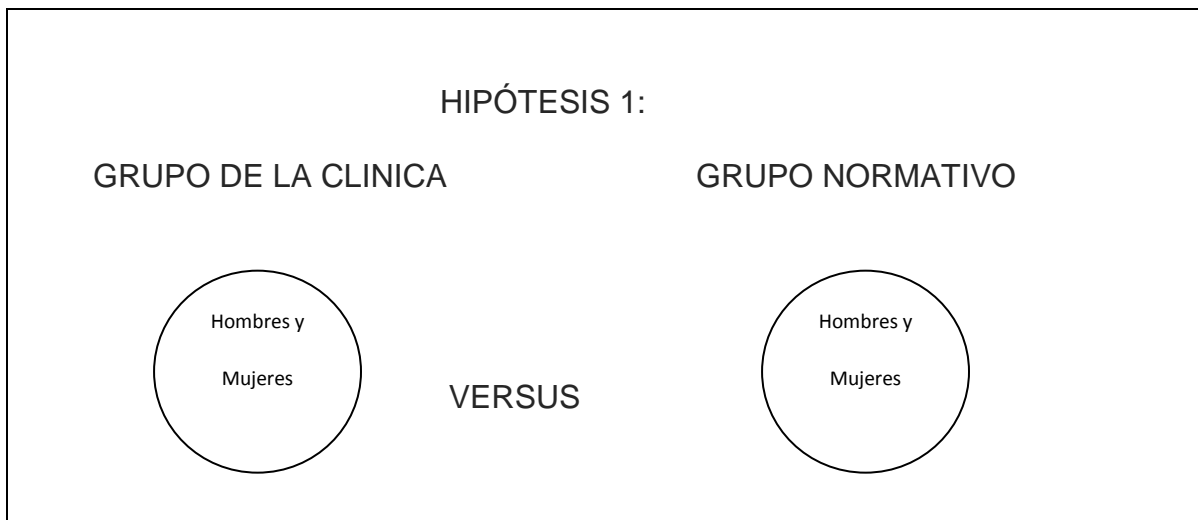 HIPÓTESIS 1:
GRUPO DE LA CLINICA
GRUPO NORMATIVO
Hombres y
Mujeres
VERSUS
Hombres y
Mujeres